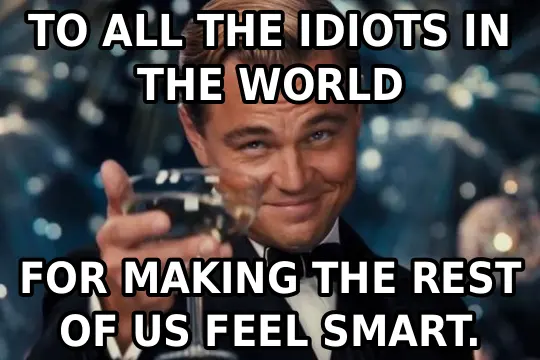 TO ALL THE IDIOTS IN
THE WORLD
FOR MAKING THE REST
OF US FEEL SMART.